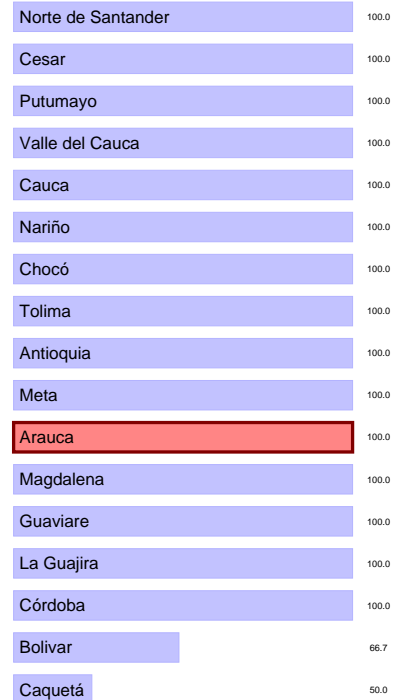 Norte de Santander 100.0
Cesar 100.0
Putumayo 100.0
Valle del Cauca 100.0
Cauca 100.0
Nariño 100.0
Chocó 100.0
Tolima 100.0
Antioquia 100.0
Meta 100.0
Arauca 100.0
Magdalena 100.0
Guaviare 100.0
La Guajira 100.0
Córdoba 100.0
Bolivar 66.7
Caquetá 50.0